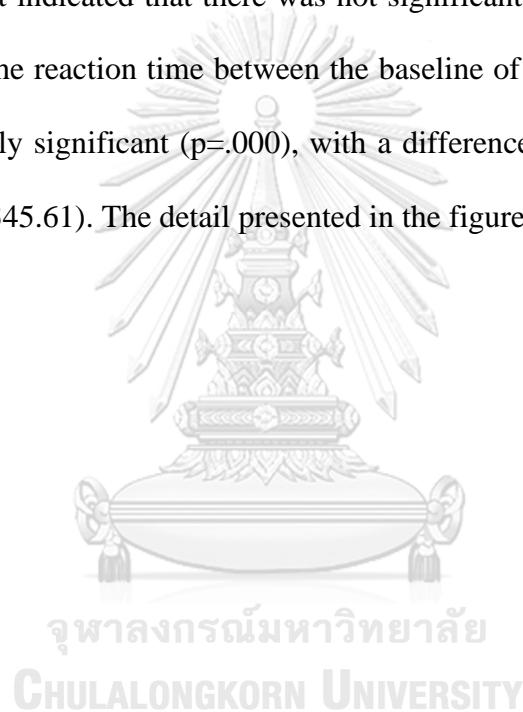 t indicated that there was not significant
ne reaction time between the baseline of
ly significant (p=.000), with a difference
345.61). The detail presented in the figure
จุฬาลงกรณ์มหาวิทยาลัย
CHULALONGKORN UNIVERSITY